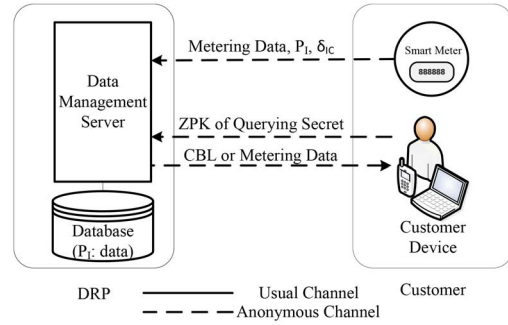 Metering Data, P_I, δ_IC
Smart Meter
888888
Data
Management
Server
ZPK of Querying Secret
CBL or Metering Data
Database
(P_I: data)
Customer
Device
DRP
Usual Channel
Customer
Anonymous Channel